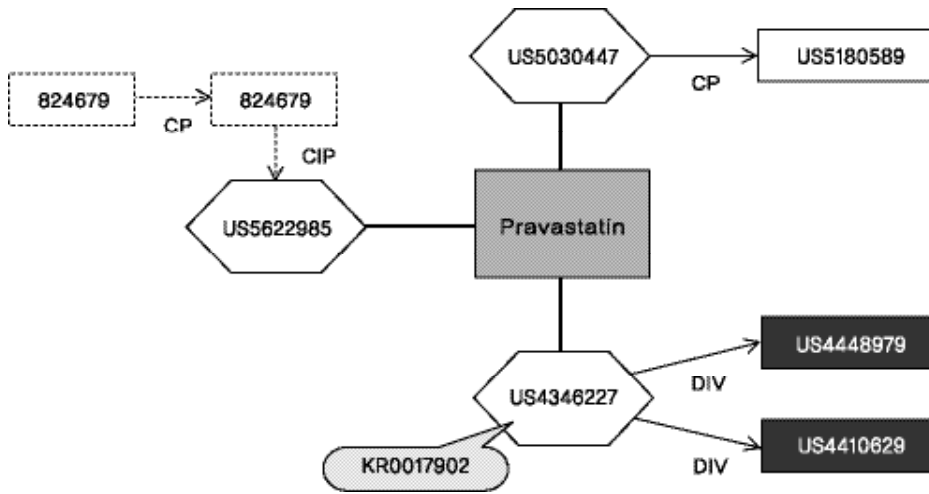 US5030447
US5180589
CP
824679
824679
CP
CIP
US5622985
Pravastatin
US4448979
DIV
US4346227
US4410629
DIV
KR0017902